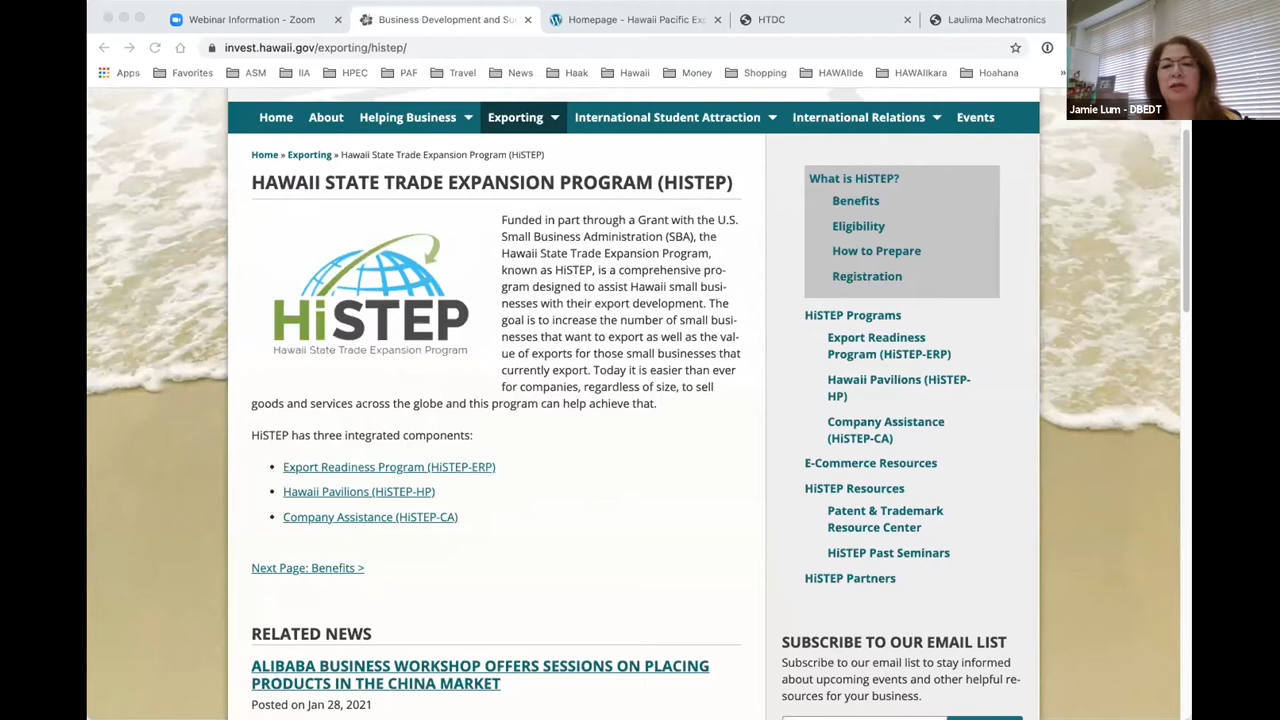 Webinar Information - Zoom
Business Development and Su
Homepage - Hawaii Pacific Exp
HTDC
Laulima Mechatronics
invest.hawaii.gov/exporting/histep/
Apps Favorites ASM IIA HPEC PAF Travel News Haak Hawaii Money Shopping HAWAIIde HAWAIIkara Hoahana »
Jamie Lum - DBEDT
Home About Helping Business Exporting International Student Attraction International Relations Events
Home » Exporting » Hawaii State Trade Expansion Program (HiSTEP)
HAWAII STATE TRADE EXPANSION PROGRAM (HISTEP)
HiSTEP
Hawaii State Trade Expansion Program
Funded in part through a Grant with the U.S.
Small Business Administration (SBA), the
Hawaii State Trade Expansion Program,
known as HiSTEP, is a comprehensive pro-
gram designed to assist Hawaii small busi-
nesses with their export development. The
goal is to increase the number of small busi-
nesses that want to export as well as the val-
ue of exports for those small businesses that
currently export. Today it is easier than ever
for companies, regardless of size, to sell
goods and services across the globe and this program can help achieve that.
HiSTEP has three integrated components:
• Export Readiness Program (HiSTEP-ERP)
• Hawaii Pavilions (HiSTEP-HP)
• Company Assistance (HiSTEP-CA)
Next Page: Benefits >
RELATED NEWS
ALIBABA BUSINESS WORKSHOP OFFERS SESSIONS ON PLACING
PRODUCTS IN THE CHINA MARKET
Posted on Jan 28, 2021
What is HiSTEP?
Benefits
Eligibility
How to Prepare
Registration
HiSTEP Programs
Export Readiness
Program (HiSTEP-ERP)
Hawaii Pavilions (HiSTEP-
HP)
Company Assistance
(HiSTEP-CA)
E-Commerce Resources
HiSTEP Resources
Patent & Trademark
Resource Center
HiSTEP Past Seminars
HiSTEP Partners
SUBSCRIBE TO OUR EMAIL LIST
Subscribe to our email list to stay informed
about upcoming events and other helpful re-
sources for your business.